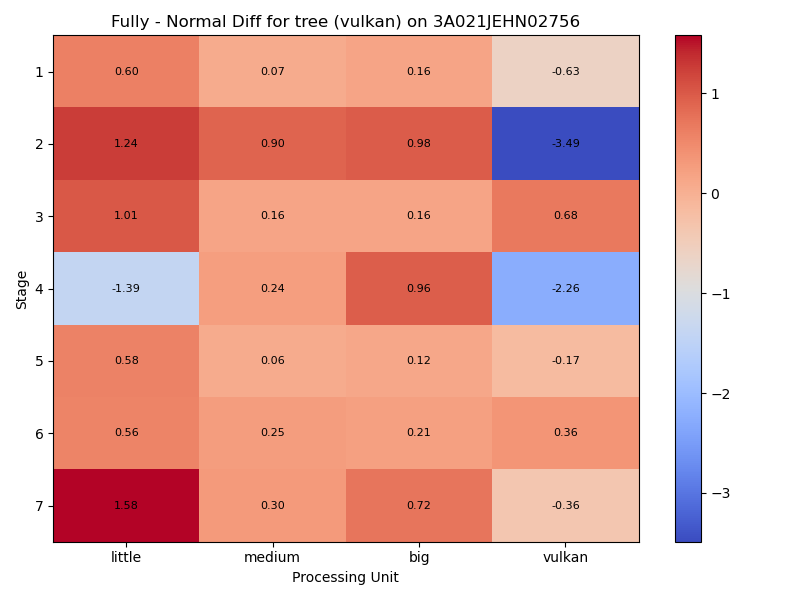 Fully - Normal Diff for tree (vulkan) on 3A021JEHN02756
1 0.60 0.07 0.16 -0.63
2 1.24 0.90 0.98 -3.49
3 1.01 0.16 0.16 0.68
4 -1.39 0.24 0.96 -2.26
5 0.58 0.06 0.12 -0.17
6 0.56 0.25 0.21 0.36
7 1.58 0.30 0.72 -0.36
Stage
little medium big vulkan
Processing Unit
1
0
−1
−2
−3